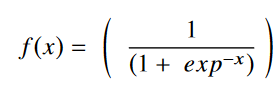 f(x) = ( 1 / (1 + exp⁻ˣ) )